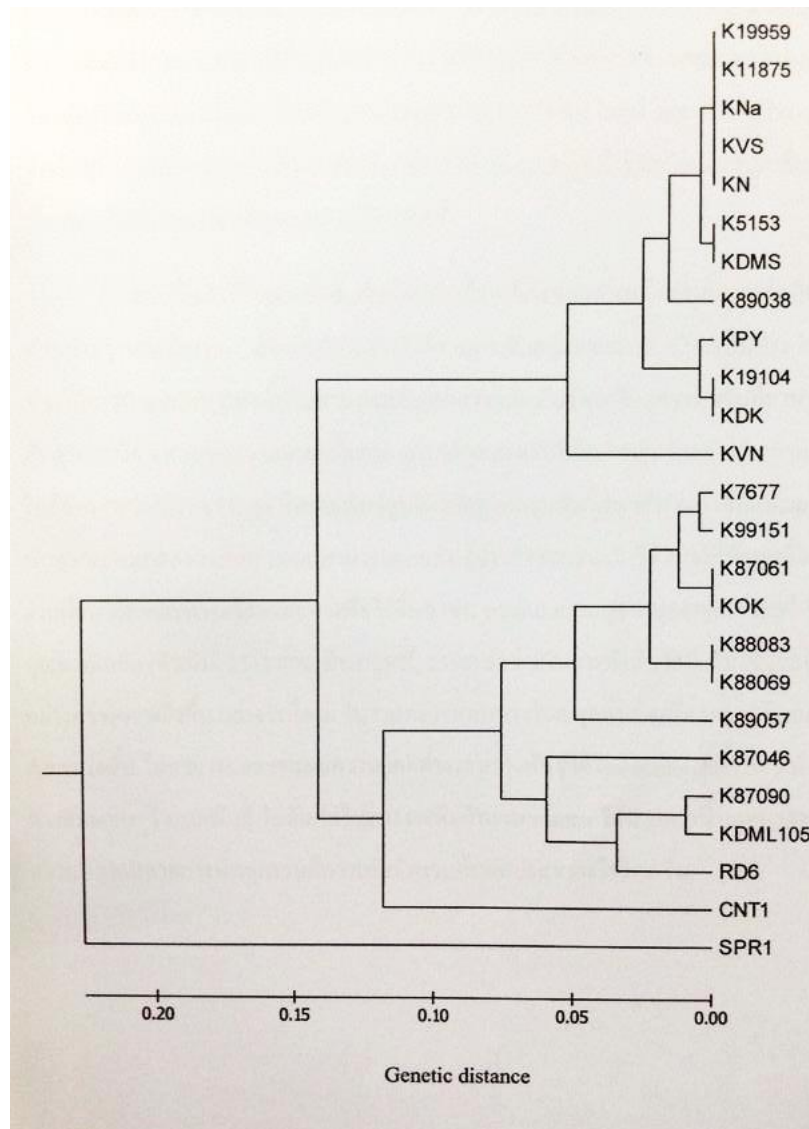 K19959
K11875
KNa
KVS
KN
K5153
KDMS
K89038
KPY
K19104
KDK
KVN
K7677
K99151
K87061
KOK
K88083
K88069
K89057
K87046
K87090
KDML105
RD6
CNT1
SPR1
0.20 0.15 0.10 0.05 0.00
Genetic distance